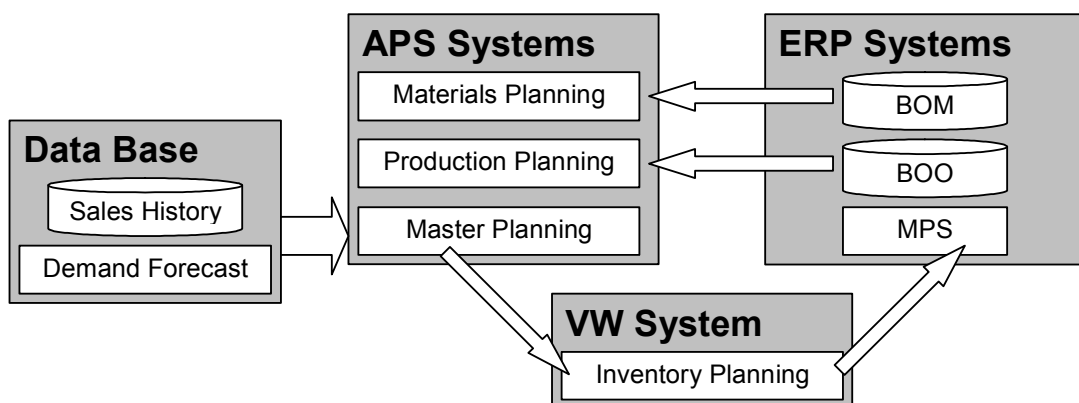 APS Systems
Materials Planning
Production Planning
Master Planning
ERP Systems
BOM
BOO
MPS
Data Base
Sales History
Demand Forecast
VW System
Inventory Planning